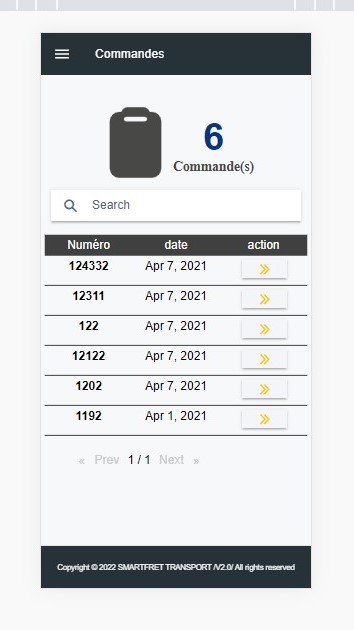 Commandes
6
Commande(s)
Search
Numéro date action
124332 Apr 7, 2021
12311 Apr 7, 2021
122 Apr 7, 2021
12122 Apr 7, 2021
1202 Apr 7, 2021
1192 Apr 1, 2021
« Prev 1 / 1 Next »
Copyright © 2022 SMARTFRET TRANSPORT /V2.0/ All rights reserved